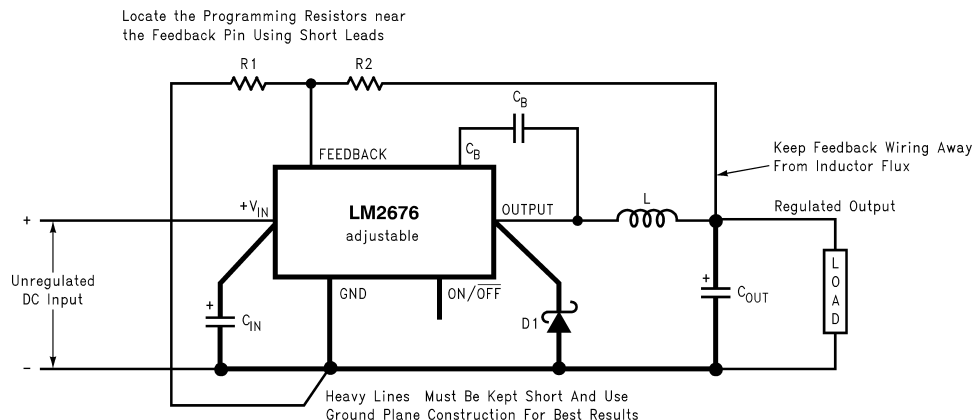 Locate the Programming Resistors near
the Feedback Pin Using Short Leads
R1
R2
C_B
FEEDBACK
C_B
Keep Feedback Wiring Away
From Inductor Flux
+V_IN
LM2676
adjustable
OUTPUT
L
Regulated Output
+
Unregulated
DC Input
-
+
C_IN
GND
ON/O̅F̅F̅
D1
+
C_OUT
LOAD
Heavy Lines Must Be Kept Short And Use
Ground Plane Construction For Best Results